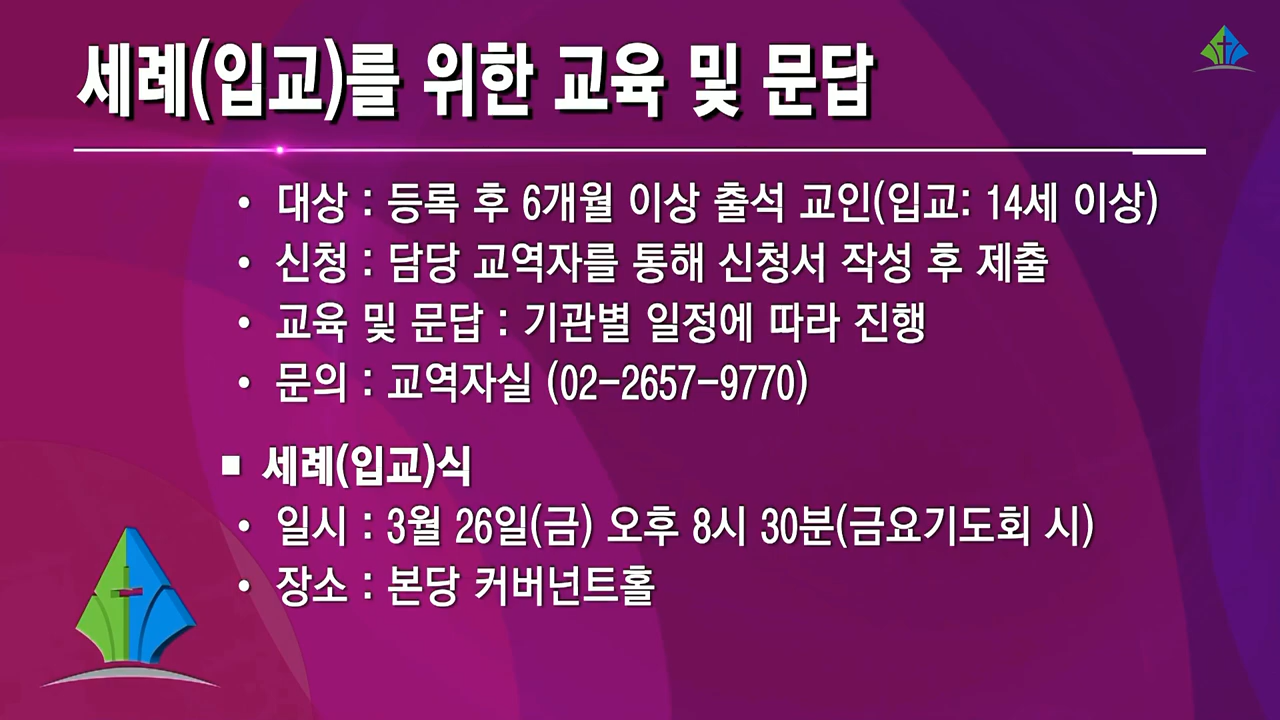 세례(입교)를 위한 교육 및 문답
• 대상 : 등록 후 6개월 이상 출석 교인(입교: 14세 이상)
• 신청 : 담당 교역자를 통해 신청서 작성 후 제출
• 교육 및 문답 : 기관별 일정에 따라 진행
• 문의 : 교역자실 (02-2657-9770)
■ 세례(입교)식
• 일시 : 3월 26일(금) 오후 8시 30분(금요기도회 시)
• 장소 : 본당 커버넌트홀